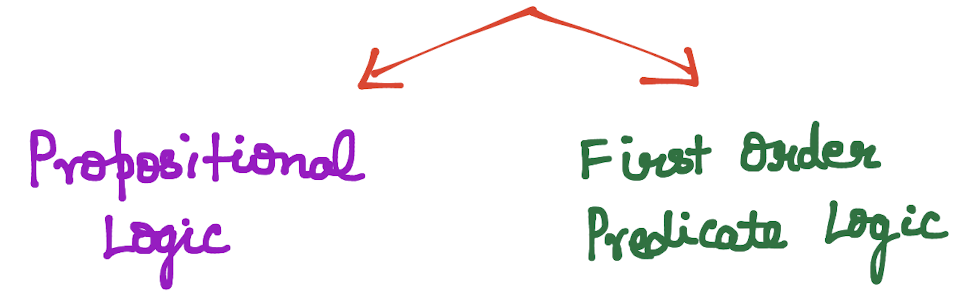 Propositional
Logic
First Order
Predicate Logic